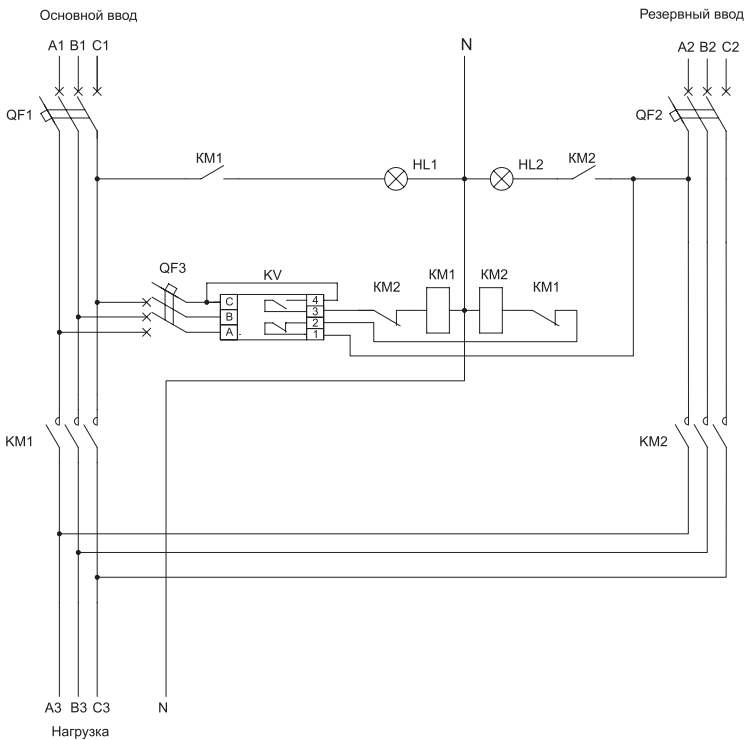 Основной ввод
Резервный ввод
A1 B1 C1
N
A2 B2 C2
QF1
QF2
KM1
HL1
HL2
KM2
QF3
KV
C
B
A
4
3
2
1
KM2
KM1
KM2
KM1
KM1
KM2
A3 B3 C3
N
Нагрузка